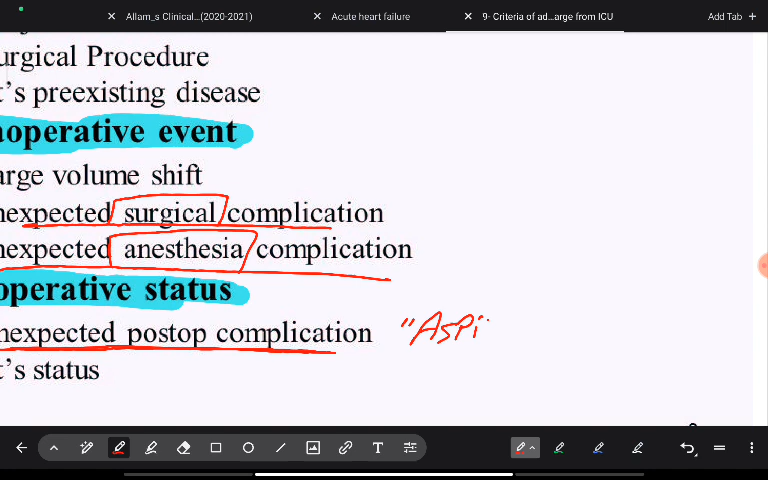 Allam_s Clinical...(2020-2021) Acute heart failure 9- Criteria of ad...arge from ICU Add Tab
urgical Procedure
t's preexisting disease
aoperative event
arge volume shift
nexpected surgical complication
nexpected anesthesia complication
operative status
nexpected postop complication "Aspi
t's status
T